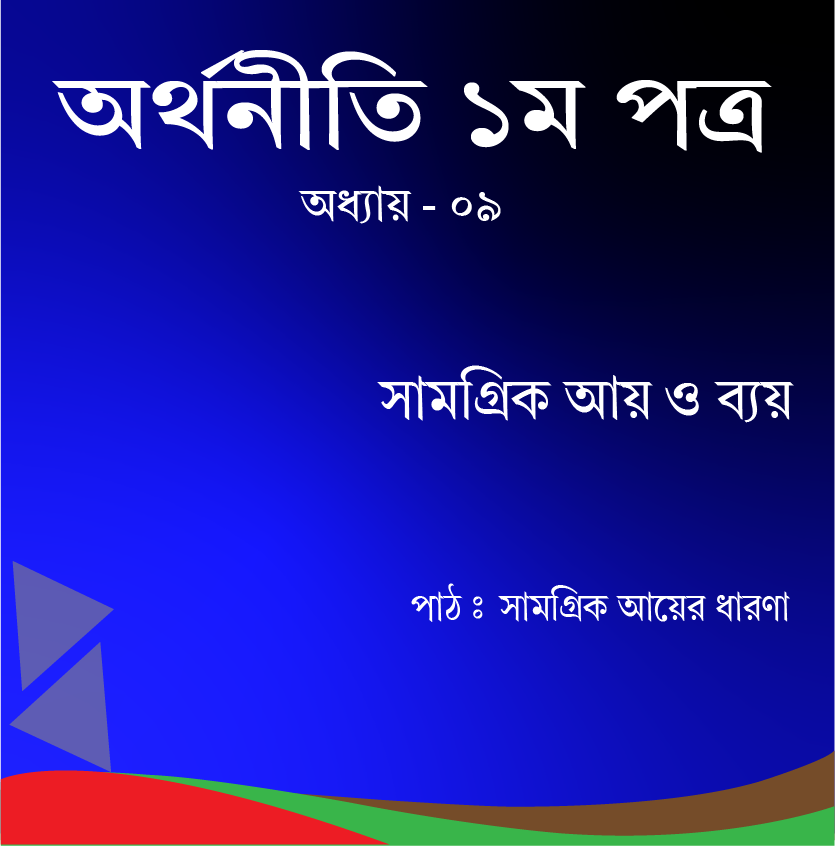 অর্থনীতি ১ম পত্র
অধ্যায় - ০৯
সামগ্রিক আয় ও ব্যয়
পাঠ ঃ সামগ্রিক আয়ের ধারণা